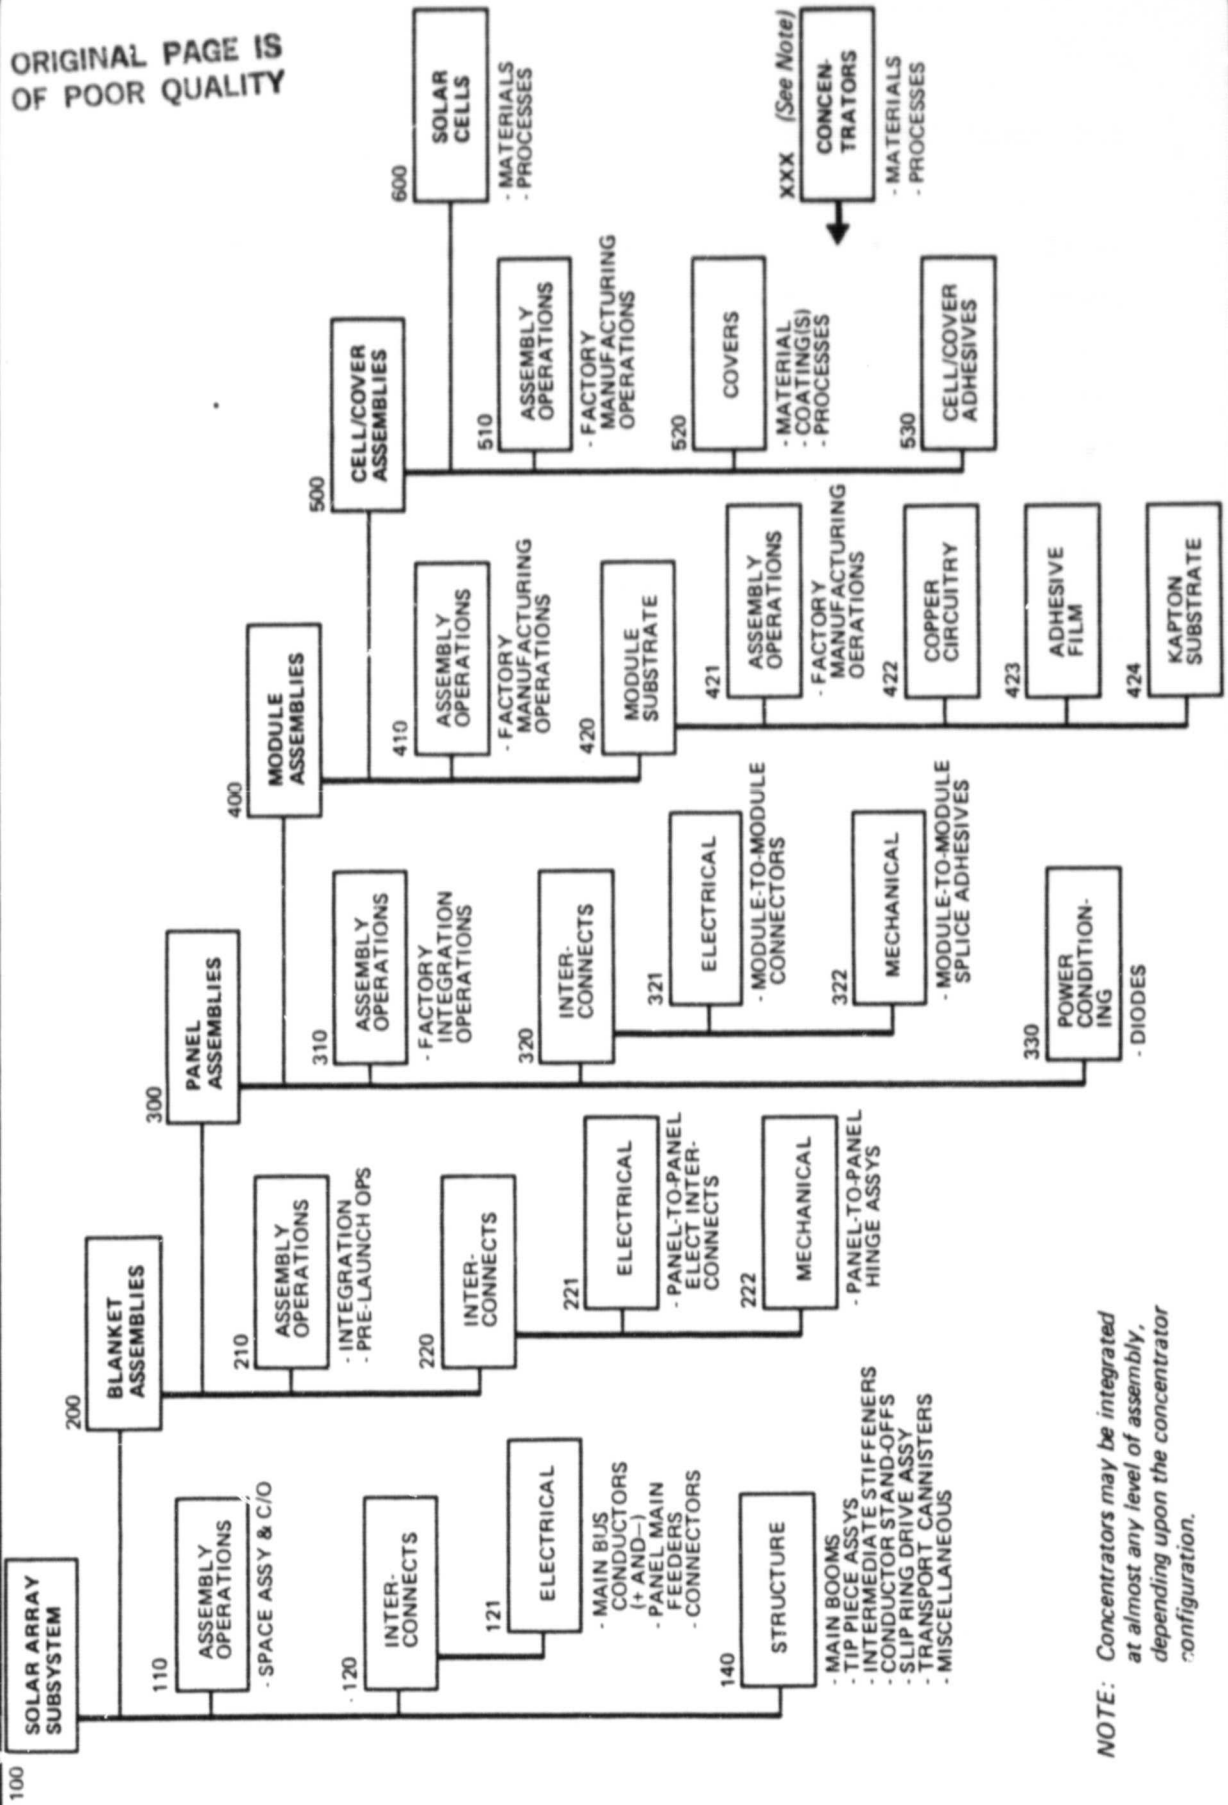 ORIGINAL PAGE IS
OF POOR QUALITY
100
SOLAR ARRAY
SUBSYSTEM
110
ASSEMBLY
OPERATIONS
- SPACE ASSY & C/O
120
INTER-
CONNECTS
121
ELECTRICAL
- MAIN BUS
CONDUCTORS
(+ AND—)
- PANEL MAIN
FEEDERS
- CONNECTORS
140
STRUCTURE
- MAIN BOOMS
- TIP PIECE ASSYS
- INTERMEDIATE STIFFENERS
- CONDUCTOR STAND-OFFS
- SLIP RING DRIVE ASSY
- TRANSPORT CANNISTERS
- MISCELLANEOUS
200
BLANKET
ASSEMBLIES
210
ASSEMBLY
OPERATIONS
- INTEGRATION
- PRE-LAUNCH OPS
220
INTER-
CONNECTS
221
ELECTRICAL
- PANEL-TO-PANEL
ELECT INTER-
CONNECTS
222
MECHANICAL
- PANEL-TO-PANEL
HINGE ASSYS
300
PANEL
ASSEMBLIES
310
ASSEMBLY
OPERATIONS
- FACTORY
INTEGRATION
OPERATIONS
320
INTER-
CONNECTS
321
ELECTRICAL
- MODULE-TO-MODULE
CONNECTORS
322
MECHANICAL
- MODULE-TO-MODULE
SPLICE ADHESIVES
330
POWER
CONDITION-
ING
- DIODES
400
MODULE
ASSEMBLIES
410
ASSEMBLY
OPERATIONS
- FACTORY
MANUFACTURING
OPERATIONS
420
MODULE
SUBSTRATE
421
ASSEMBLY
OPERATIONS
- FACTORY
MANUFACTURING
OERATIONS
422
COPPER
CIRCUITRY
423
ADHESIVE
FILM
424
KAPTON
SUBSTRATE
500
CELL/COVER
ASSEMBLIES
510
ASSEMBLY
OPERATIONS
- FACTORY
MANUFACTURING
OPERATIONS
520
COVERS
- MATERIAL
- COATING(S)
- PROCESSES
530
CELL/COVER
ADHESIVES
600
SOLAR
CELLS
- MATERIALS
- PROCESSES
XXX (See Note)
CONCEN-
TRATORS
- MATERIALS
- PROCESSES
NOTE: Concentrators may be integrated
at almost any level of assembly,
depending upon the concentrator
configuration.